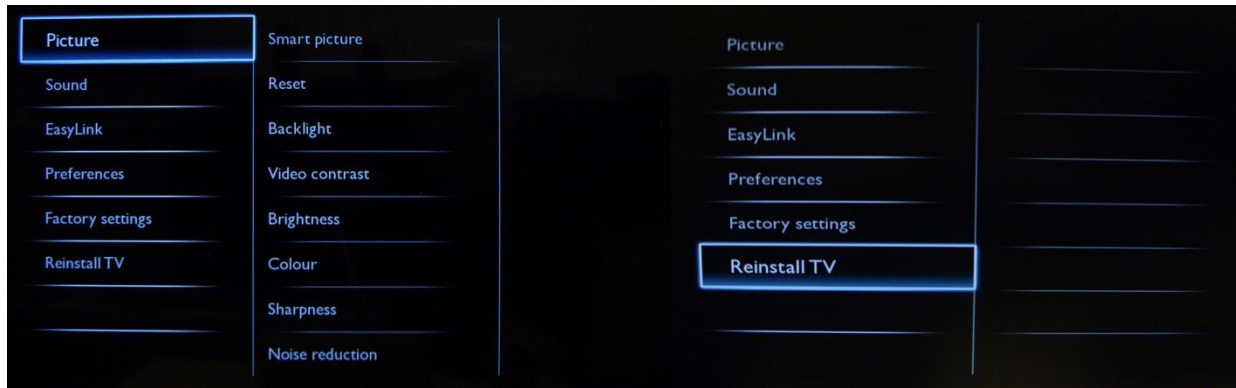 Picture
Sound
EasyLink
Preferences
Factory settings
Reinstall TV
Smart picture
Reset
Backlight
Video contrast
Brightness
Colour
Sharpness
Noise reduction
Picture
Sound
EasyLink
Preferences
Factory settings
Reinstall TV